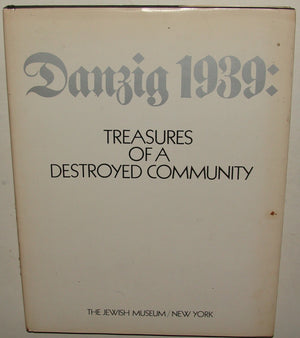 Danzig 1939:
TREASURES
OF A
DESTROYED COMMUNITY
THE JEWISH MUSEUM / NEW YORK